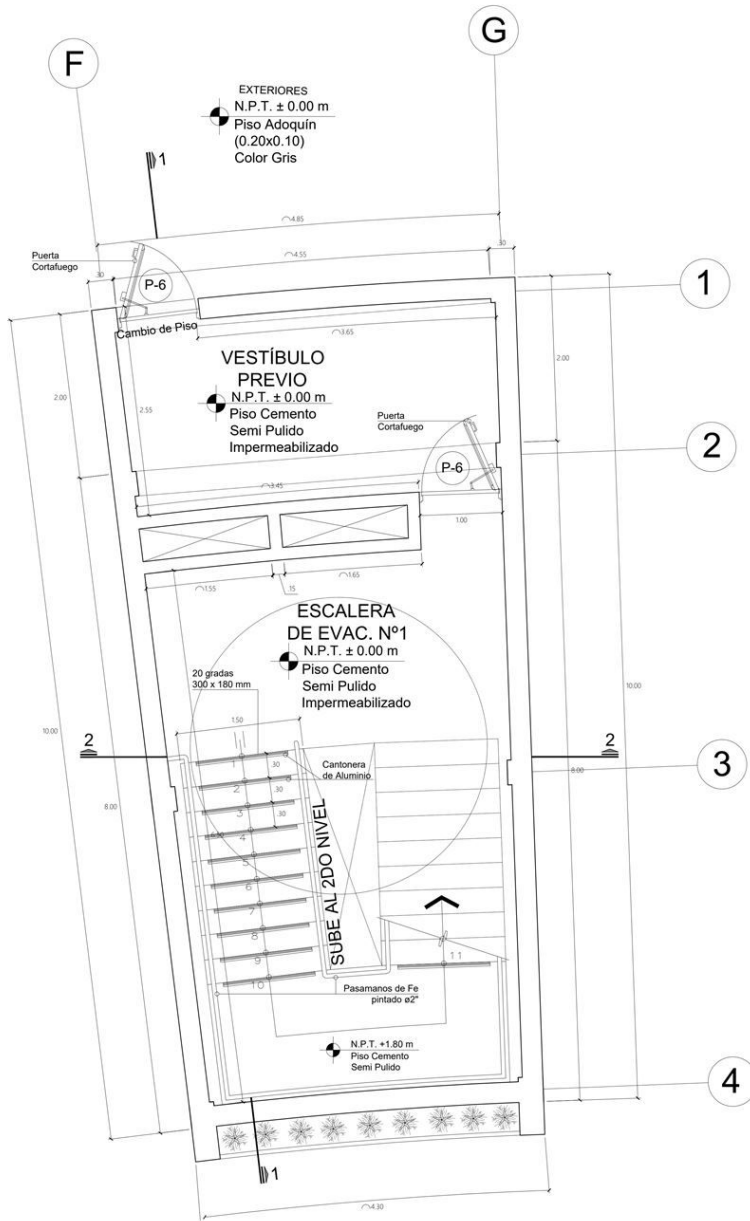 G
F
EXTERIORES
N.P.T. ± 0.00 m
Piso Adoquín
(0.20x0.10)
Color Gris
1
4.85
Puerta
Cortafuego
4.55
.30
.30
P-6
1
Cambio de Piso
3.65
VESTÍBULO
PREVIO
N.P.T. ± 0.00 m
Piso Cemento
Semi Pulido
Impermeabilizado
2.00
2.00
2.55
Puerta
Cortafuego
2
P-6
3.45
1.00
1.55
.15
1.65
ESCALERA
DE EVAC. Nº1
N.P.T. ± 0.00 m
Piso Cemento
Semi Pulido
Impermeabilizado
20 gradas
300 x 180 mm
10.00
10.00
1.50
2
2
3
8.00
8.00
Cantonera
de Aluminio
.30
.30
.30
1
2
3
4
5
6
7
8
9
10
11
SUBE AL 2DO NIVEL
Pasamanos de Fe
pintado ø2"
N.P.T. +1.80 m
Piso Cemento
Semi Pulido
4
1
4.30